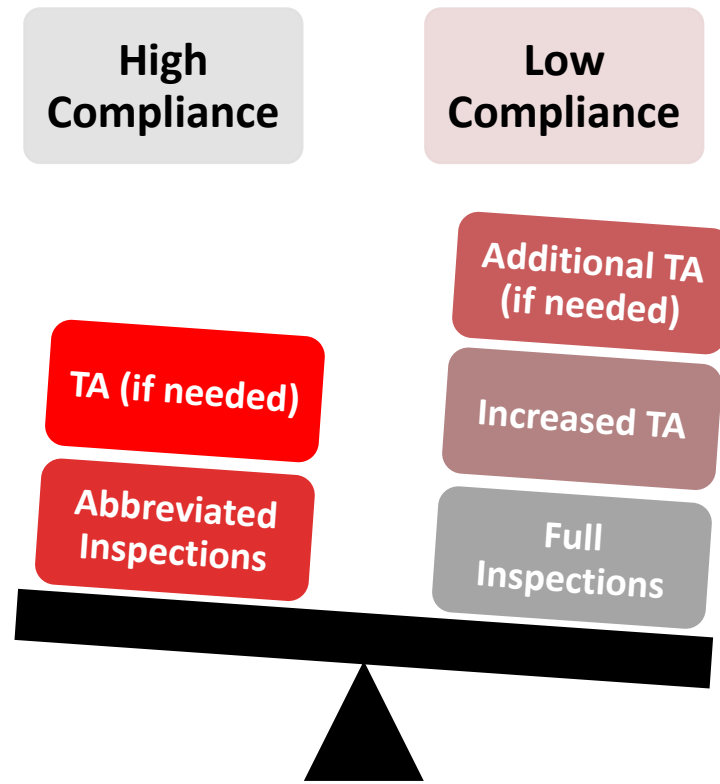 High
Compliance
Low
Compliance
TA (if needed)
Abbreviated
Inspections
Additional TA
(if needed)
Increased TA
Full
Inspections